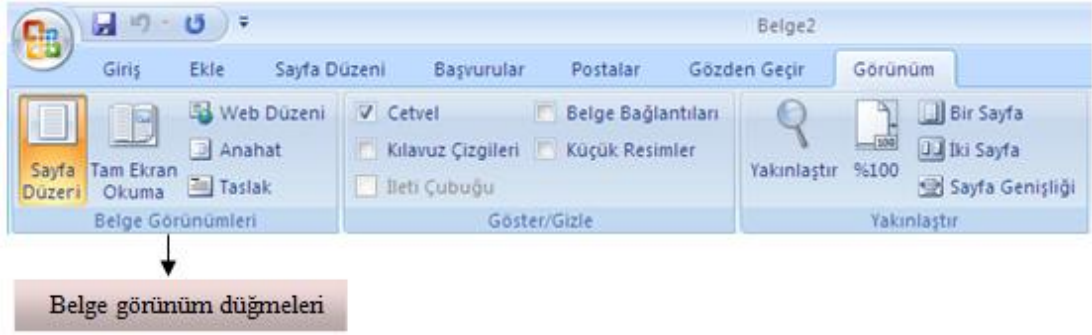 Belge2
Giriş Ekle Sayfa Düzeni Başvurular Postalar Gözden Geçir Görünüm
Sayfa Düzeni
Tam Ekran Okuma
Web Düzeni
Anahat
Taslak
Belge Görünümleri
Cetvel
Kılavuz Çizgileri
İleti Çubuğu
Belge Bağlantıları
Küçük Resimler
Göster/Gizle
Yakınlaştır
100
%100
Bir Sayfa
İki Sayfa
Sayfa Genişliği
Yakınlaştır
Belge görünüm düğmeleri